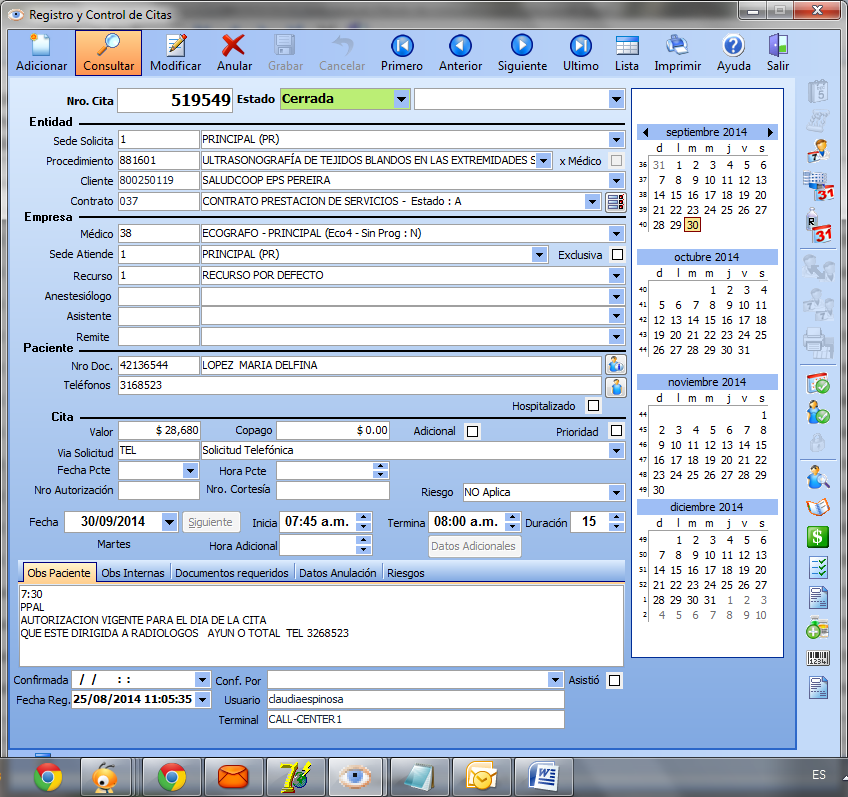 Registro y Control de Citas
Adicionar Consultar Modificar Anular Grabar Cancelar Primero Anterior Siguiente Ultimo Lista Imprimir Ayuda Salir
Nro. Cita 519549 Estado Cerrada
Entidad
Sede Solicita 1 PRINCIPAL (PR)
Procedimiento 881601 ULTRASONOGRAFÍA DE TEJIDOS BLANDOS EN LAS EXTREMIDADES S x Médico
Cliente 800250119 SALUDCOOP EPS PEREIRA
Contrato 037 CONTRATO PRESTACION DE SERVICIOS - Estado : A
Empresa
Médico 38 ECOGRAFO - PRINCIPAL (Eco4 - Sin Prog : N)
Sede Atiende 1 PRINCIPAL (PR) Exclusiva
Recurso 1 RECURSO POR DEFECTO
Anestesiólogo
Asistente
Remite
Paciente
Nro Doc. 42136544 LOPEZ MARIA DELFINA
Teléfonos 3168523
Hospitalizado
Cita
Valor $ 28,680 Copago $ 0.00 Adicional Prioridad
Via Solicitud TEL Solicitud Telefónica
Fecha Pcte Hora Pcte
Nro Autorización Nro. Cortesía Riesgo NO Aplica
Fecha 30/09/2014 Siguiente Inicia 07:45 a.m. Termina 08:00 a.m. Duración 15
Martes Hora Adicional Datos Adicionales
Obs Paciente Obs Internas Documentos requeridos Datos Anulación Riesgos
7:30
PPAL
AUTORIZACION VIGENTE PARA EL DIA DE LA CITA
QUE ESTE DIRIGIDA A RADIOLOGOS AYUN O TOTAL TEL 3268523
Confirmada / / : : Conf. Por Asistió
Fecha Reg. 25/08/2014 11:05:35 Usuario claudiaespinosa
Terminal CALL-CENTER1
septiembre 2014
d l m m j v s
36 31 1 2 3 4 5 6
37 7 8 9 10 11 12 13
38 14 15 16 17 18 19 20
39 21 22 23 24 25 26 27
40 28 29 30
octubre 2014
d l m m j v s
40 1 2 3 4
41 5 6 7 8 9 10 11
42 12 13 14 15 16 17 18
43 19 20 21 22 23 24 25
44 26 27 28 29 30 31
noviembre 2014
d l m m j v s
44 1
45 2 3 4 5 6 7 8
46 9 10 11 12 13 14 15
47 16 17 18 19 20 21 22
48 23 24 25 26 27 28 29
49 30
diciembre 2014
d l m m j v s
49 1 2 3 4 5 6
50 7 8 9 10 11 12 13
51 14 15 16 17 18 19 20
52 21 22 23 24 25 26 27
1 28 29 30 31 1 2 3
2 4 5 6 7 8 9 10
5
7
31
R
31
$
1234
ES